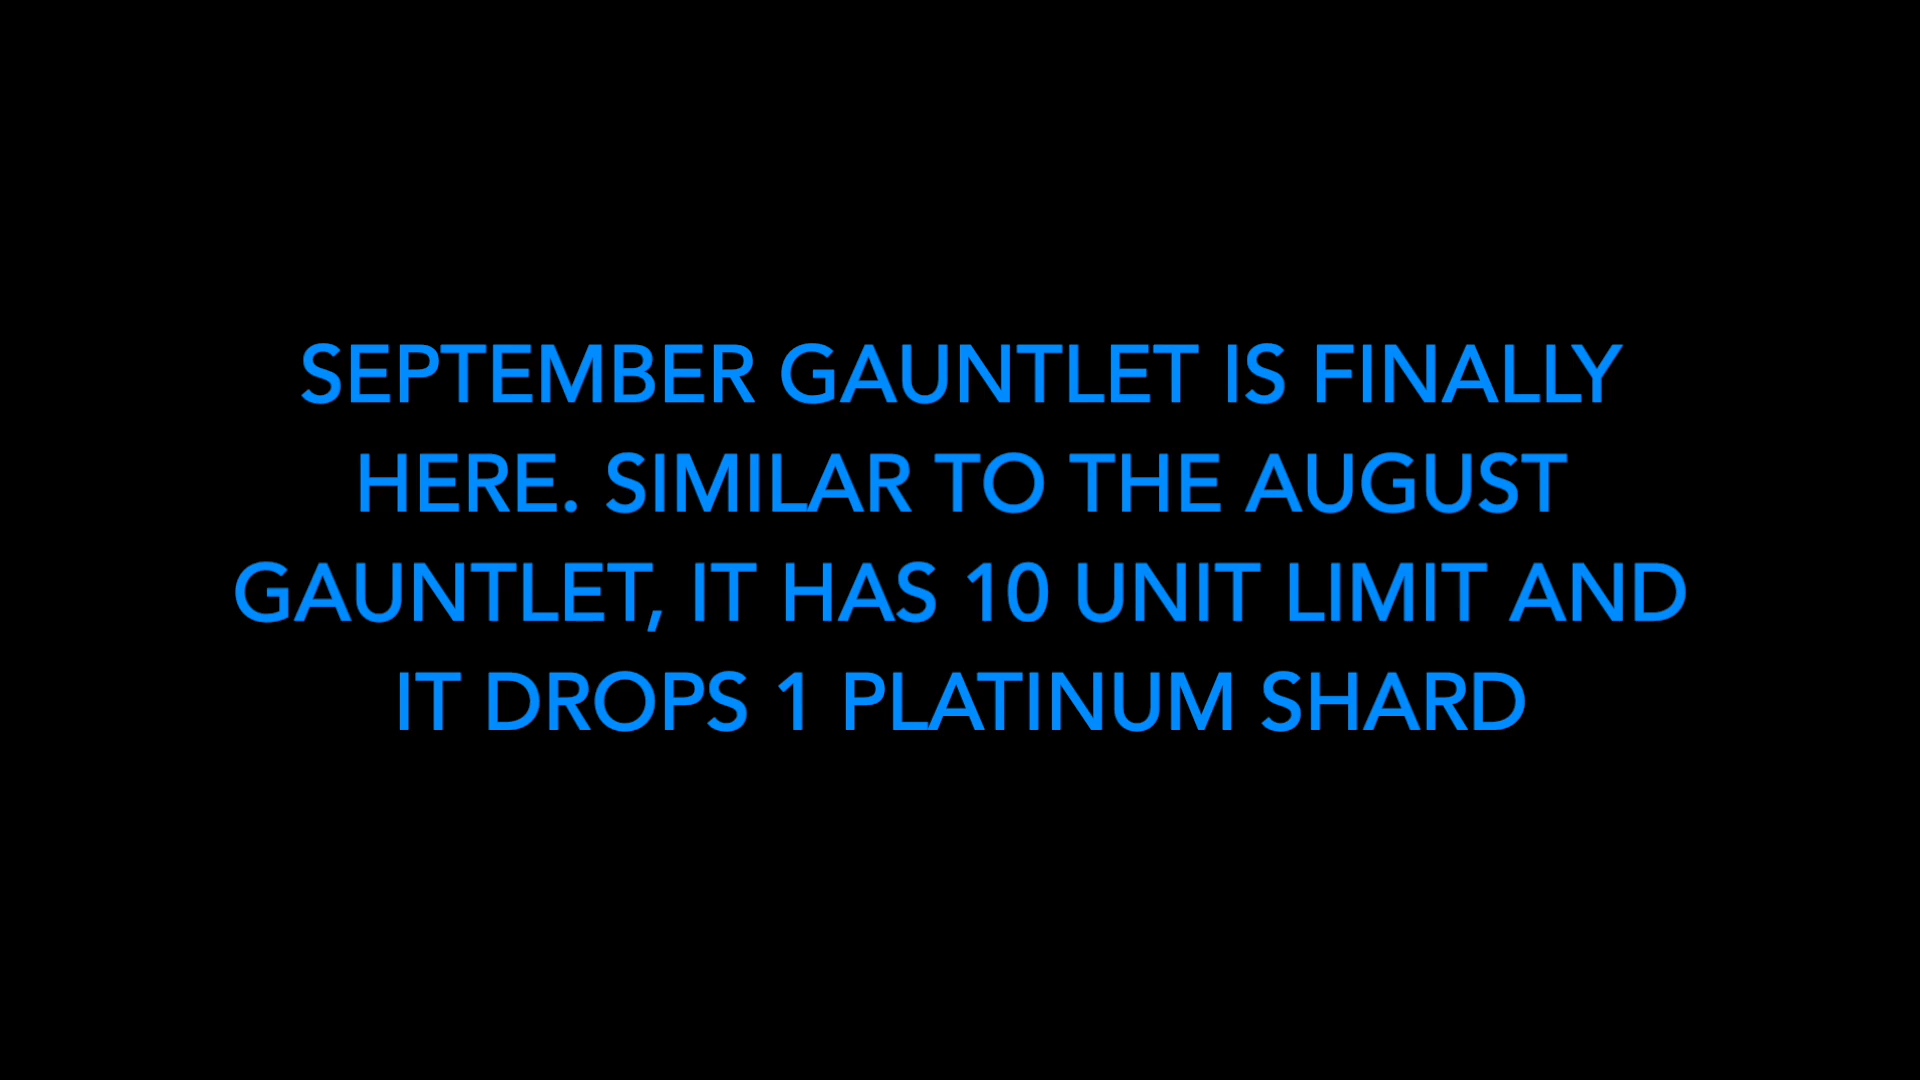 SEPTEMBER GAUNTLET IS FINALLY
HERE. SIMILAR TO THE AUGUST
GAUNTLET, IT HAS 10 UNIT LIMIT AND
IT DROPS 1 PLATINUM SHARD